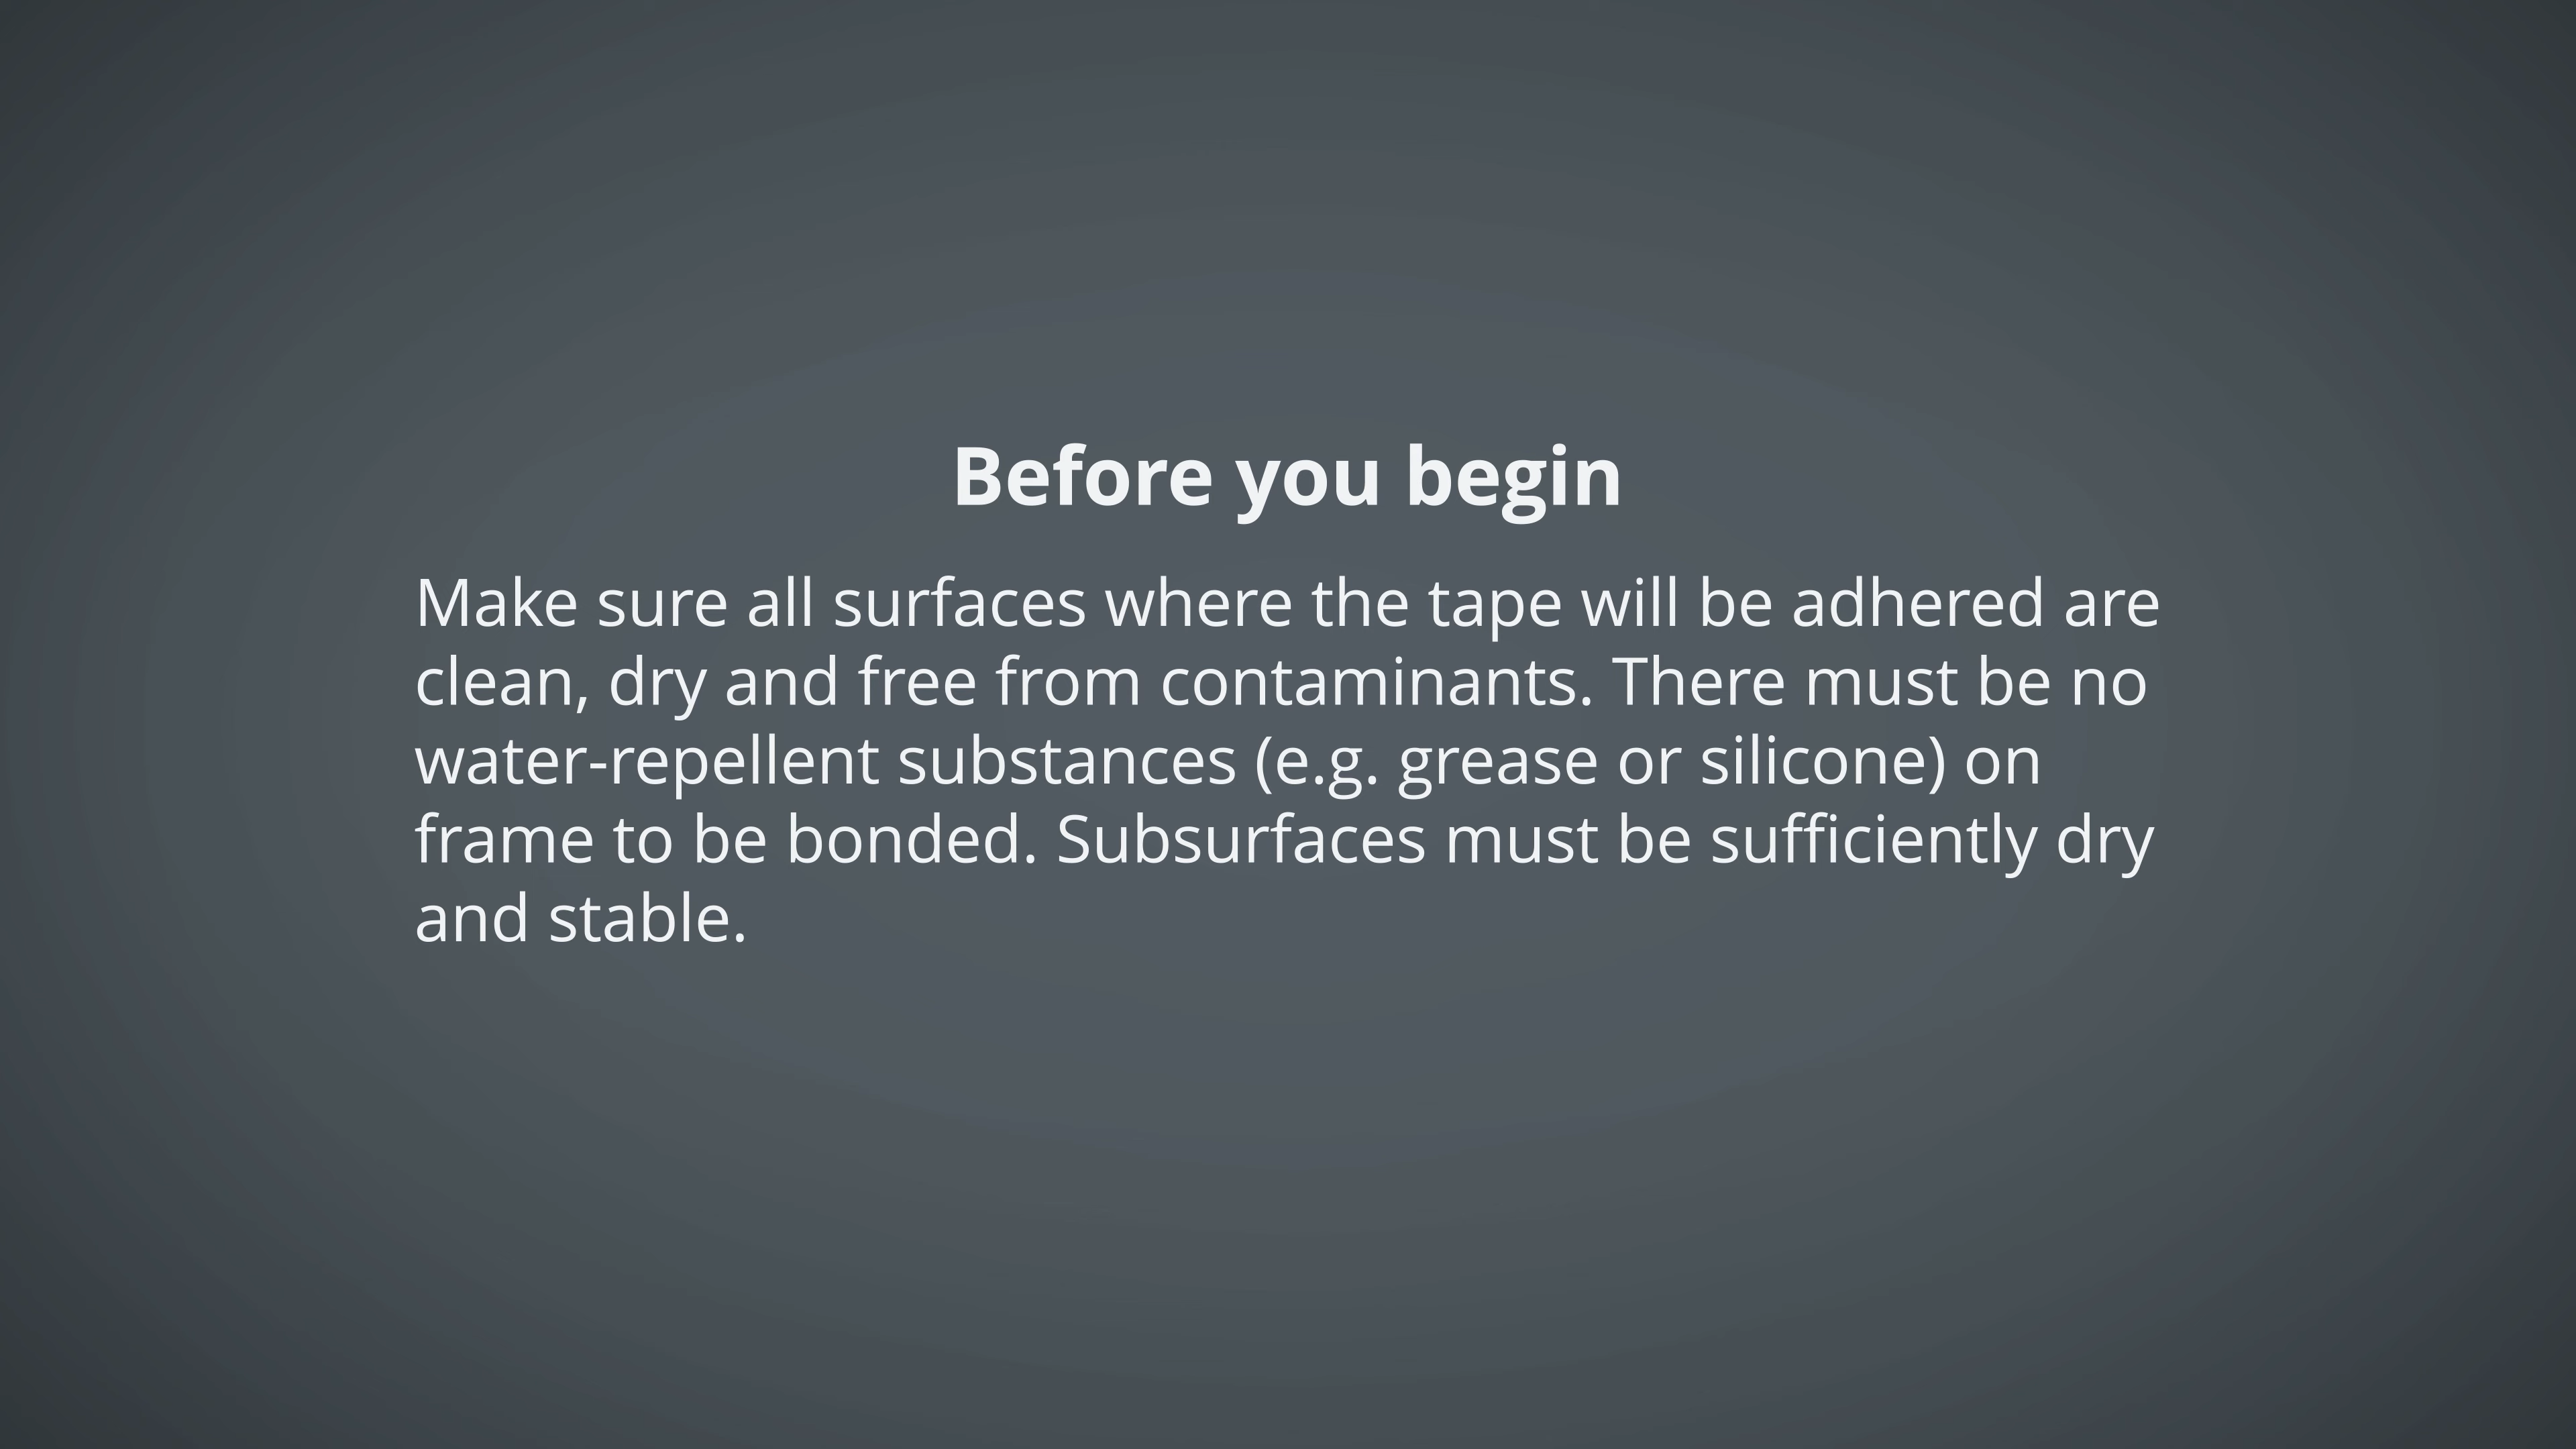 Before you begin
Make sure all surfaces where the tape will be adhered are
clean, dry and free from contaminants. There must be no
water-repellent substances (e.g. grease or silicone) on
frame to be bonded. Subsurfaces must be sufficiently dry
and stable.